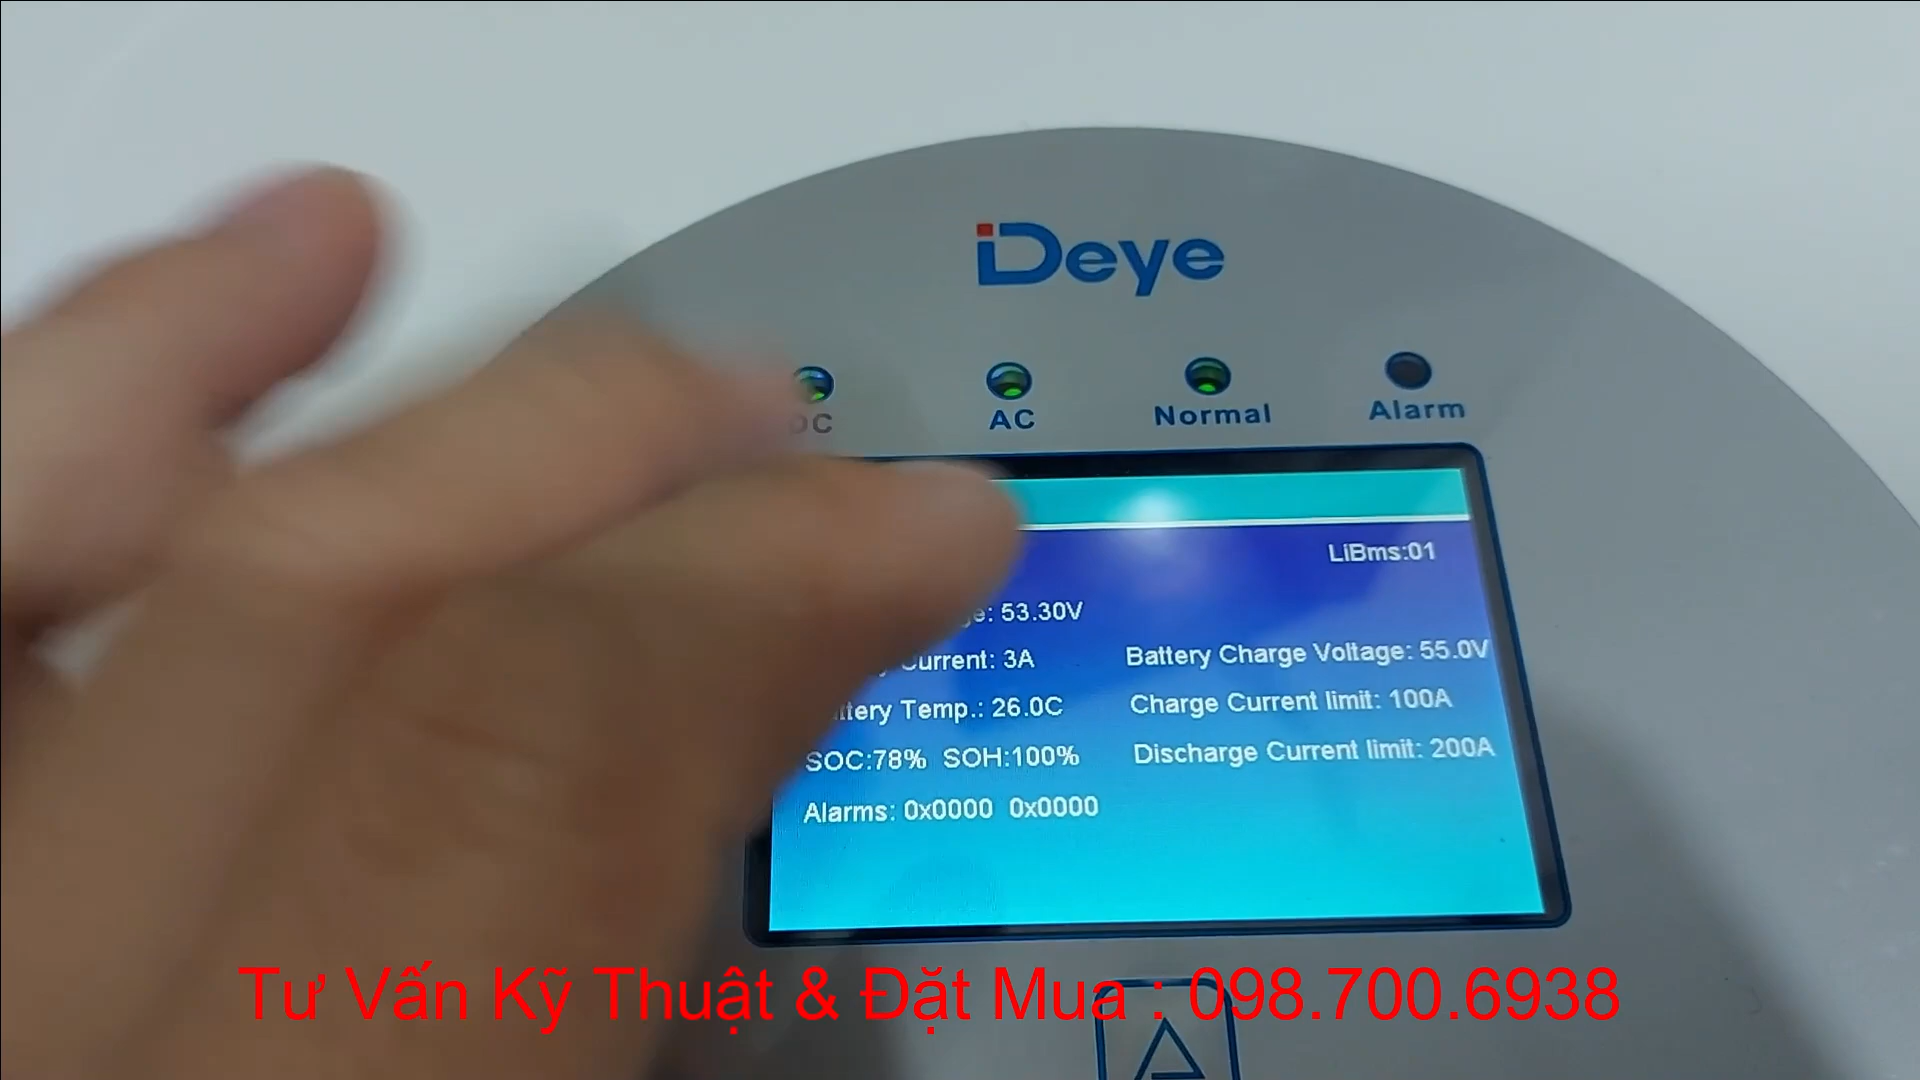 Deye
DC AC Normal Alarm
LiBms:01
53.30V
Current: 3A
Battery Charge Voltage: 55.0V
Temp.: 26.0C
Charge Current limit: 100A
SOC:78% SOH:100%
Discharge Current limit: 200A
Alarms: 0x0000 0x0000
Tư Vấn Kỹ Thuật & Đặt Mua : 098.700.6938